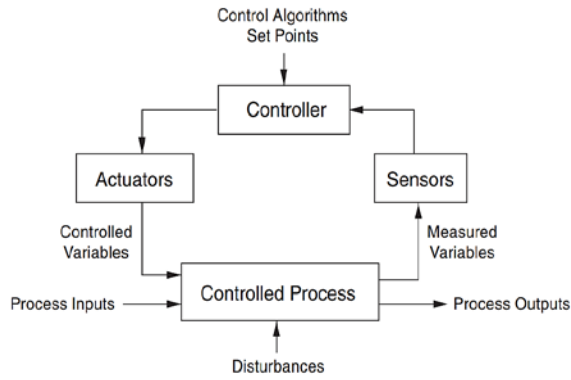 Control Algorithms
Set Points
Controller
Actuators
Sensors
Controlled
Variables
Measured
Variables
Process Inputs
Controlled Process
Process Outputs
Disturbances